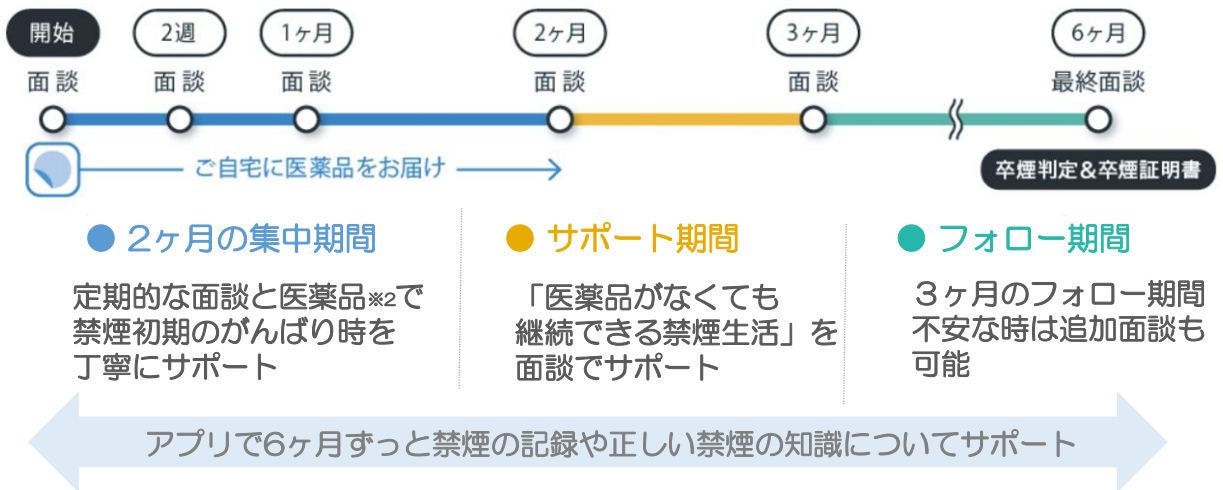 開始
2週
1ヶ月
2ヶ月
3ヶ月
6ヶ月
面談
面談
面談
面談
面談
最終面談
ご自宅に医薬品をお届け
卒煙判定&卒煙証明書
2ヶ月の集中期間
定期的な面談と医薬品※2で
禁煙初期のがんばり時を
丁寧にサポート
サポート期間
「医薬品がなくても
継続できる禁煙生活」を
面談でサポート
フォロー期間
3ヶ月のフォロー期間
不安な時は追加面談も
可能
アプリで6ヶ月ずっと禁煙の記録や正しい禁煙の知識についてサポート